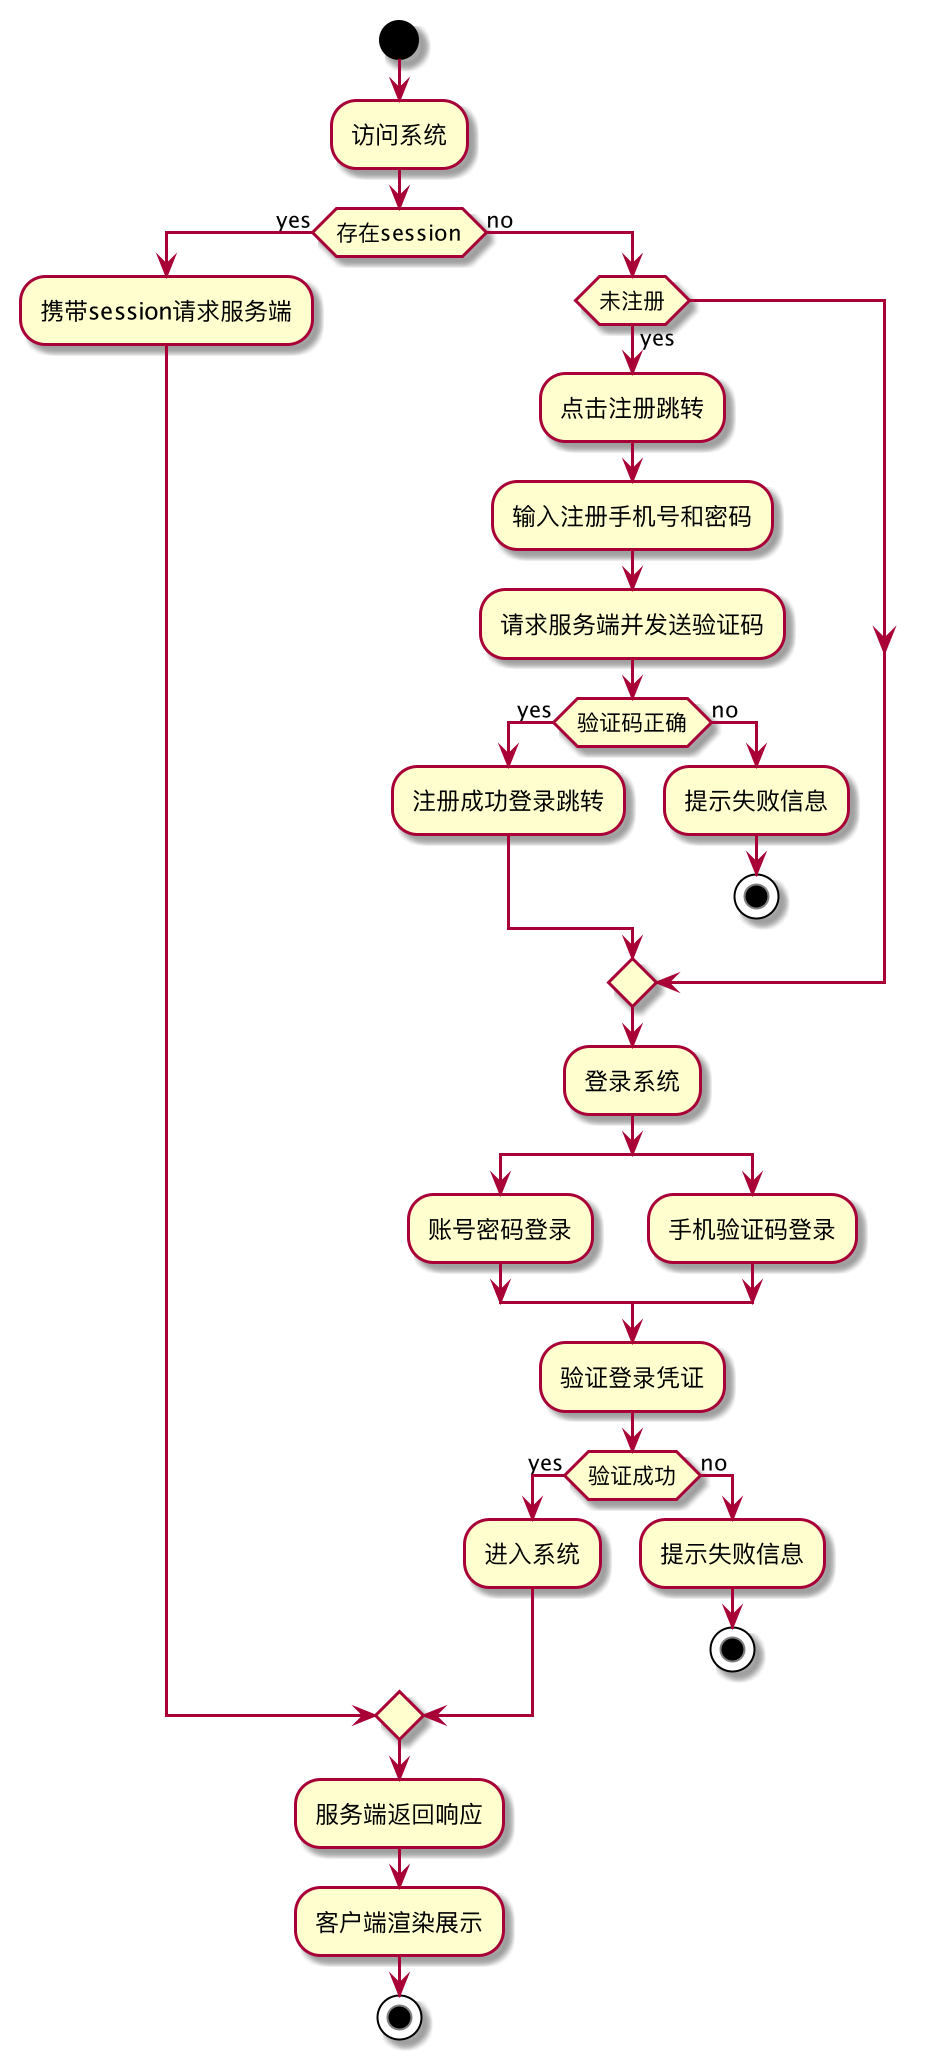 访问系统
yes
存在session
no
携带session请求服务端
未注册
yes
点击注册跳转
输入注册手机号和密码
请求服务端并发送验证码
yes
验证码正确
no
注册成功登录跳转
提示失败信息
登录系统
账号密码登录
手机验证码登录
验证登录凭证
yes
验证成功
no
进入系统
提示失败信息
服务端返回响应
客户端渲染展示